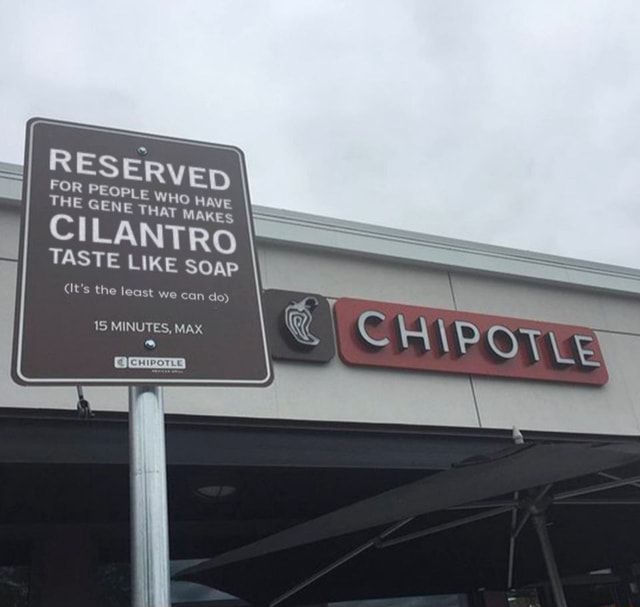 RESERVED
FOR PEOPLE WHO HAVE
THE GENE THAT MAKES
CILANTRO
TASTE LIKE SOAP
(It's the least we can do)
15 MINUTES, MAX
CHIPOTLE
CHIPOTLE